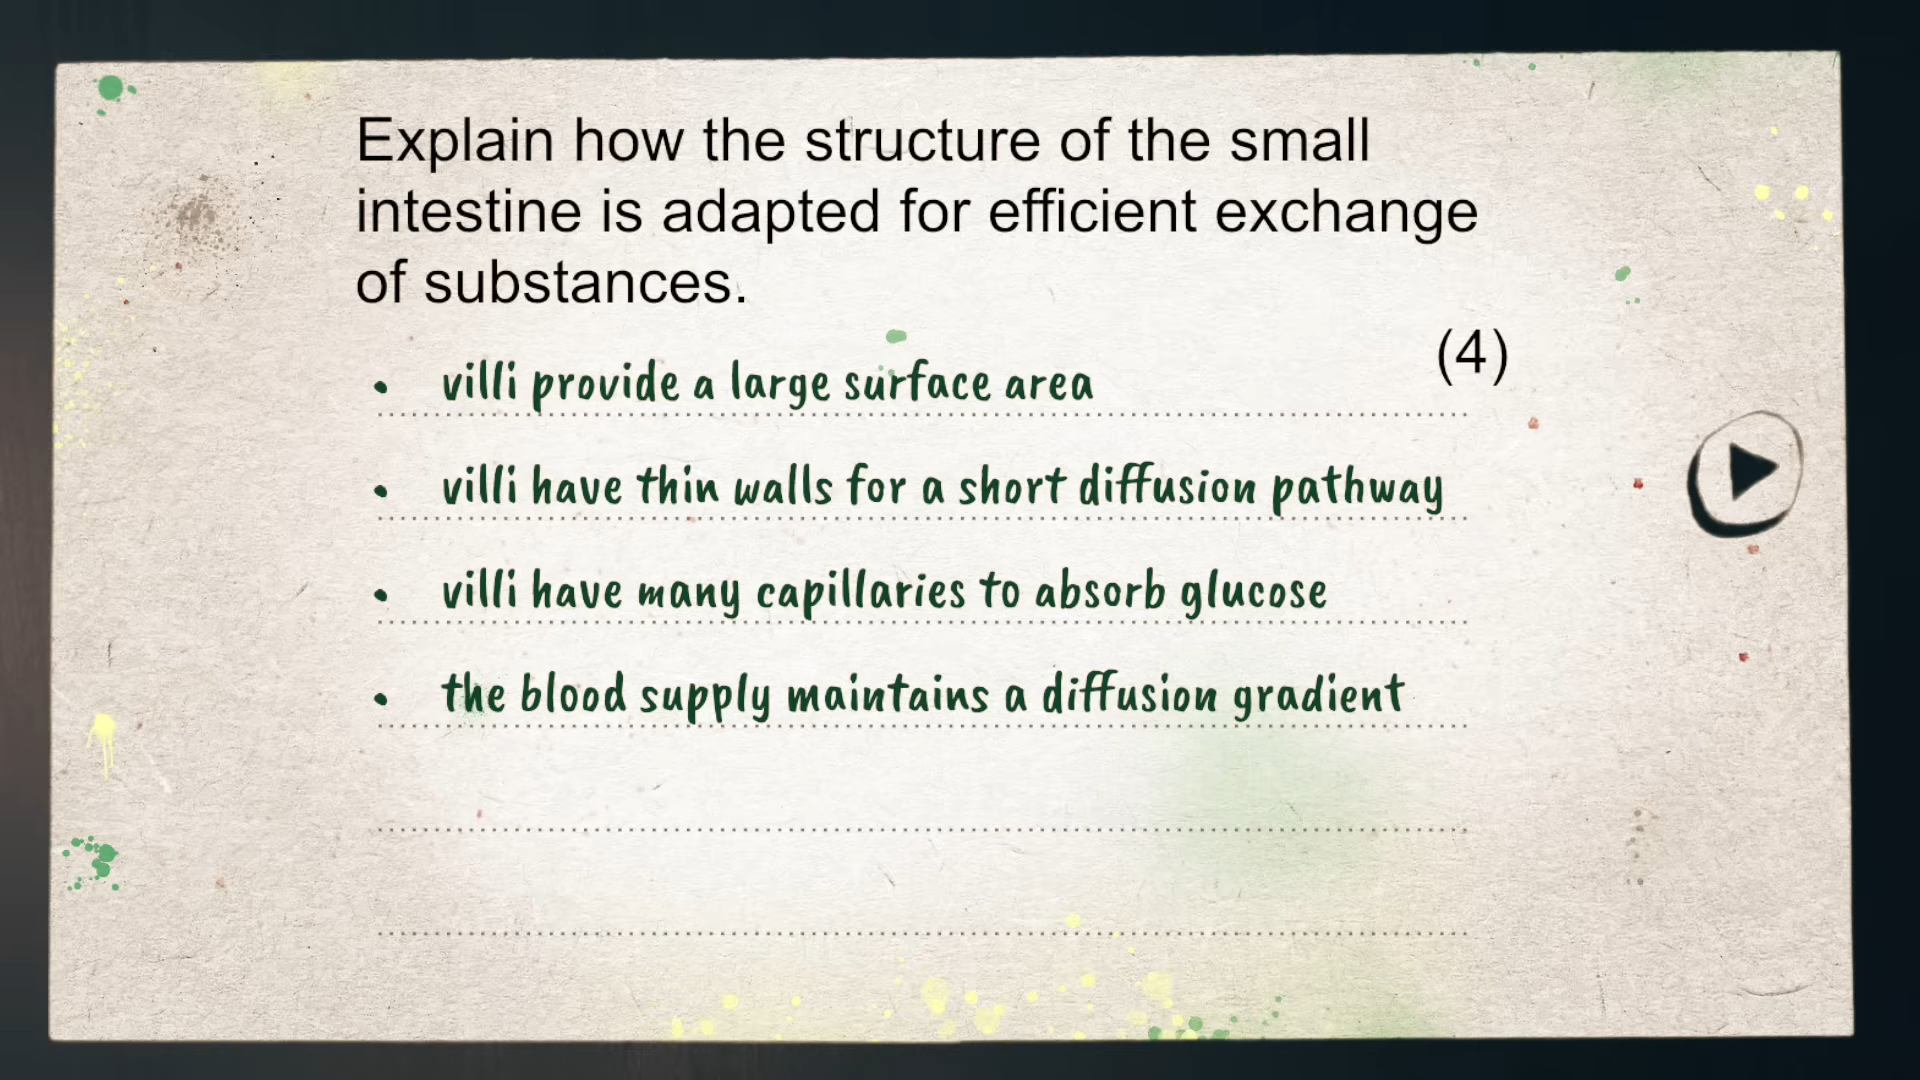 Explain how the structure of the small
intestine is adapted for efficient exchange
of substances.
(4)
• villi provide a large surface area
• villi have thin walls for a short diffusion pathway
• villi have many capillaries to absorb glucose
• the blood supply maintains a diffusion gradient